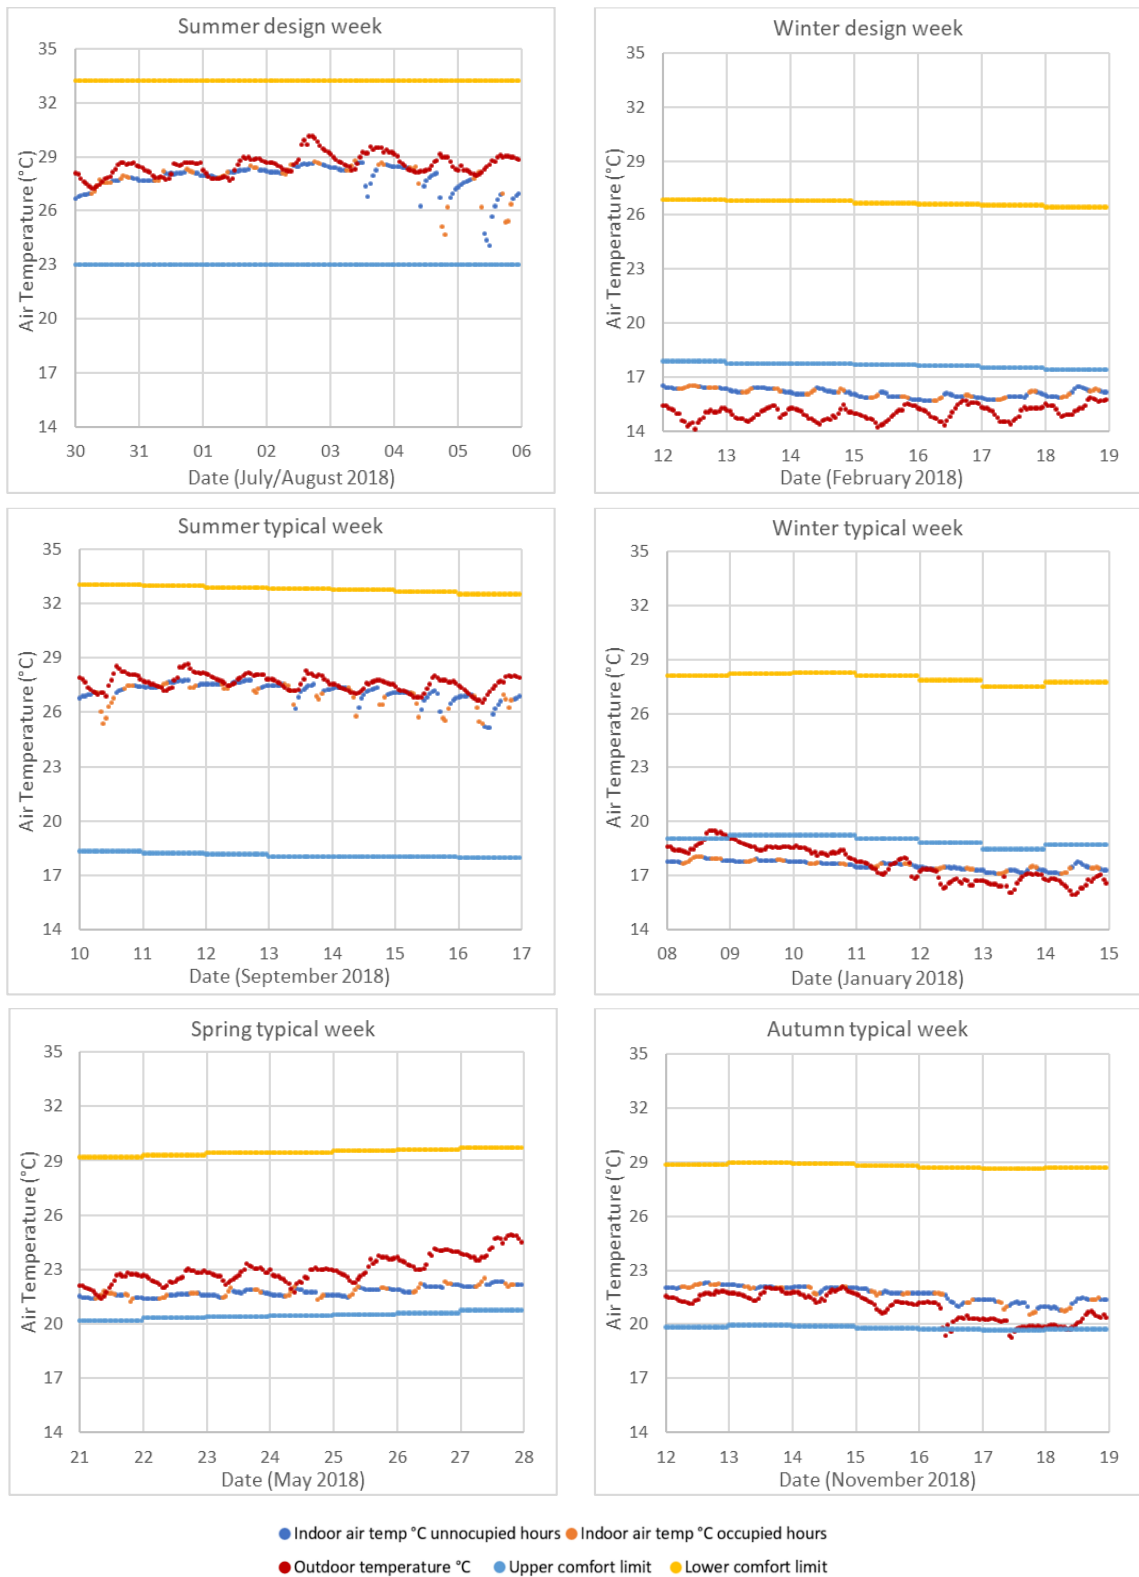 Summer design week
Air Temperature (°C)
35
32
29
26
23
20
17
14
30 31 01 02 03 04 05 06
Date (July/August 2018)
Winter design week
Air Temperature (°C)
35
32
29
26
23
20
17
14
12 13 14 15 16 17 18 19
Date (February 2018)
Summer typical week
Air Temperature (°C)
35
32
29
26
23
20
17
14
10 11 12 13 14 15 16 17
Date (September 2018)
Winter typical week
Air Temperature (°C)
35
32
29
26
23
20
17
14
08 09 10 11 12 13 14 15
Date (January 2018)
Spring typical week
Air Temperature (°C)
35
32
29
26
23
20
17
14
21 22 23 24 25 26 27 28
Date (May 2018)
Autumn typical week
Air Temperature (°C)
35
32
29
26
23
20
17
14
12 13 14 15 16 17 18 19
Date (November 2018)
Indoor air temp °C unnocupied hours Indoor air temp °C occupied hours
Outdoor temperature °C Upper comfort limit Lower comfort limit